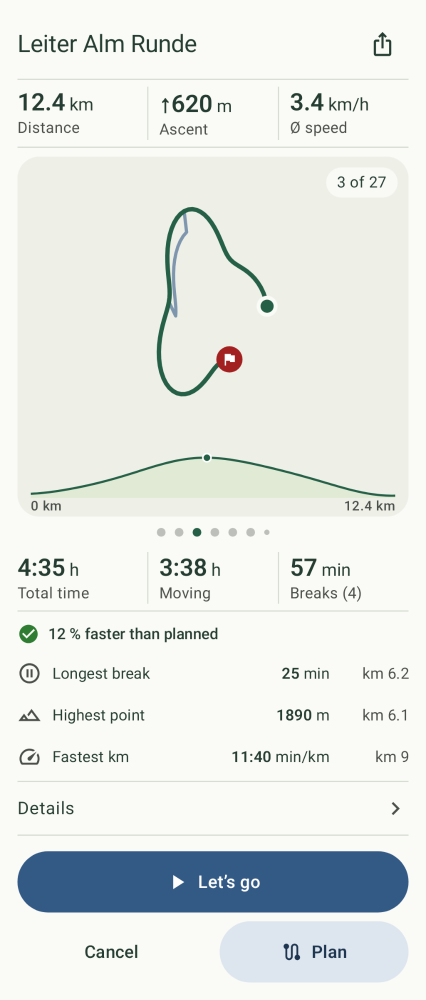 Leiter Alm Runde
12.4 km
Distance
↑620 m
Ascent
3.4 km/h
Ø speed
3 of 27
0 km
12.4 km
4:35 h
Total time
3:38 h
Moving
57 min
Breaks (4)
12 % faster than planned
Longest break 25 min km 6.2
Highest point 1890 m km 6.1
Fastest km 11:40 min/km km 9
Details
Let’s go
Cancel
Plan